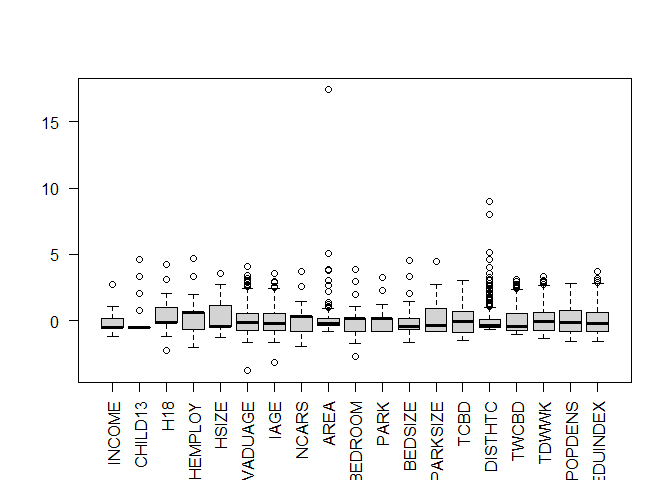 15
10
5
0
INCOME
CHILD13
H18
HEMPLOY
HSIZE
VADUAGE
IAGE
NCARS
AREA
BEDROOM
PARK
BEDSIZE
PARKSIZE
TCBD
DISTHTC
TWCBD
TDWWK
POPDENS
EDUINDEX